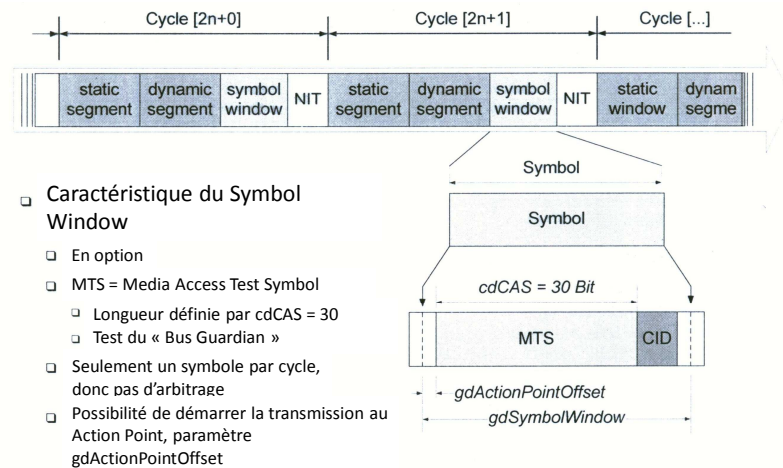 Cycle [2n+0] Cycle [2n+1] Cycle [...]
static segment dynamic segment symbol window NIT static segment dynamic segment symbol window NIT static window dynam segme
Symbol
Symbol
cdCAS = 30 Bit
MTS CID
gdActionPointOffset
gdSymbolWindow
Caractéristique du Symbol
Window
En option
MTS = Media Access Test Symbol
Longueur définie par cdCAS = 30
Test du « Bus Guardian »
Seulement un symbole par cycle,
donc pas d'arbitrage
Possibilité de démarrer la transmission au
Action Point, paramètre
gdActionPointOffset